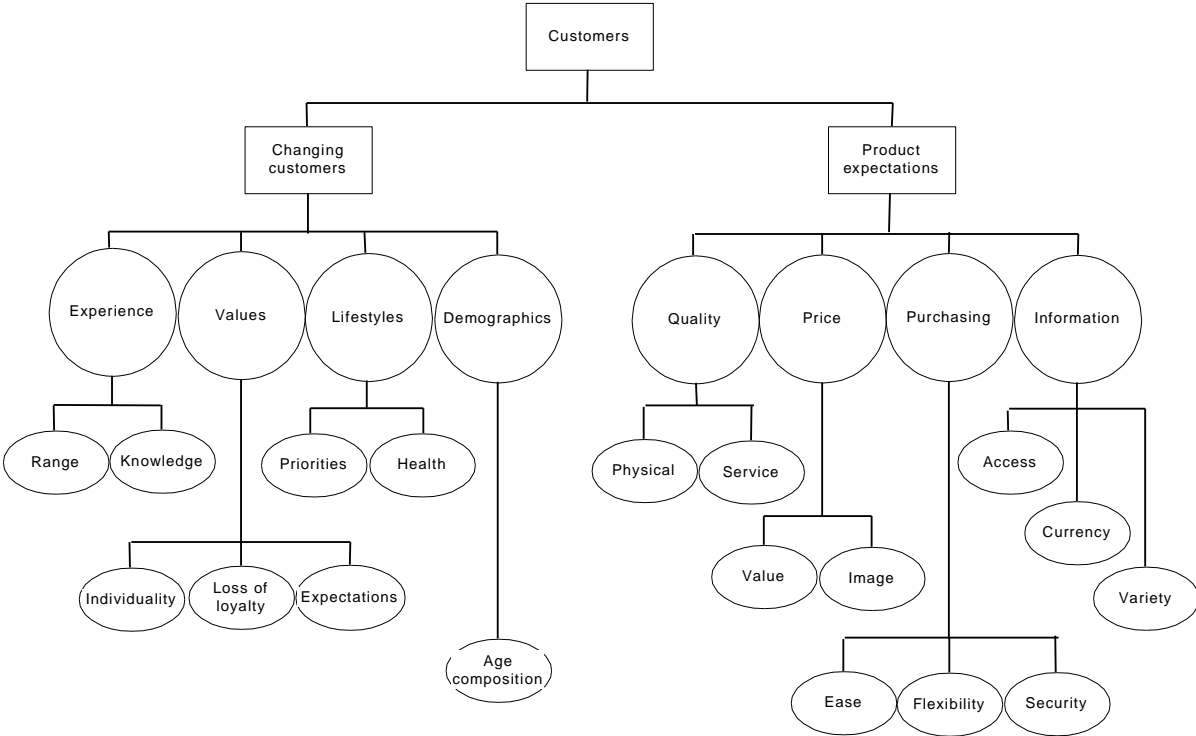 Customers
Changing
customers
Product
expectations
Experience
Values
Lifestyles
Demographics
Quality
Price
Purchasing
Information
Range
Knowledge
Priorities
Health
Physical
Service
Access
Currency
Individuality
Loss of
loyalty
Expectations
Value
Image
Variety
Age
composition
Ease
Flexibility
Security